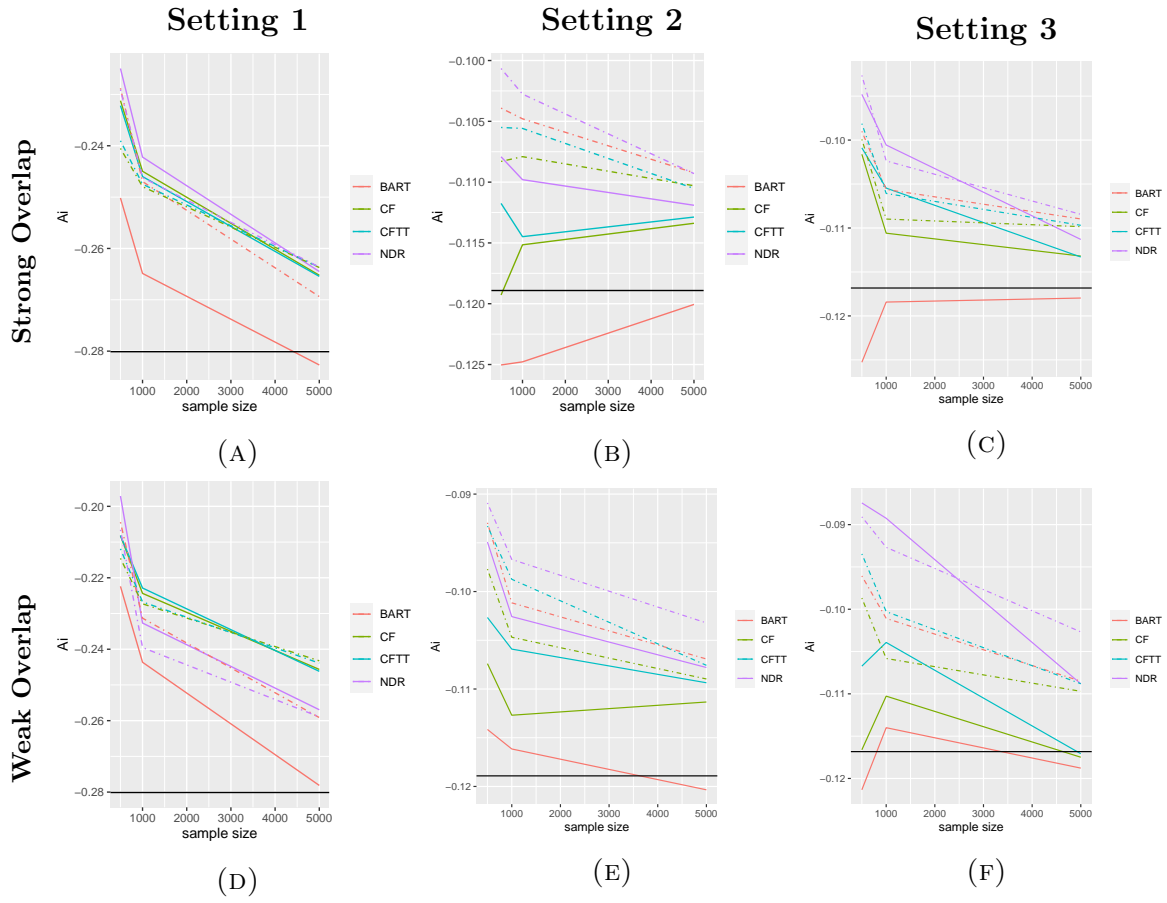 Setting 1
Setting 2
Setting 3
Strong Overlap
Ai
−0.24
−0.26
−0.28
1000 2000 3000 4000 5000
sample size
BART
CF
CFTT
NDR
(A)
Ai
−0.100
−0.105
−0.110
−0.115
−0.120
−0.125
1000 2000 3000 4000 5000
sample size
BART
CF
CFTT
NDR
(B)
Ai
−0.10
−0.11
−0.12
1000 2000 3000 4000 5000
sample size
BART
CF
CFTT
NDR
(C)
Weak Overlap
Ai
−0.20
−0.22
−0.24
−0.26
−0.28
1000 2000 3000 4000 5000
sample size
BART
CF
CFTT
NDR
(D)
Ai
−0.09
−0.10
−0.11
−0.12
1000 2000 3000 4000 5000
sample size
BART
CF
CFTT
NDR
(E)
Ai
−0.09
−0.10
−0.11
−0.12
1000 2000 3000 4000 5000
sample size
BART
CF
CFTT
NDR
(F)